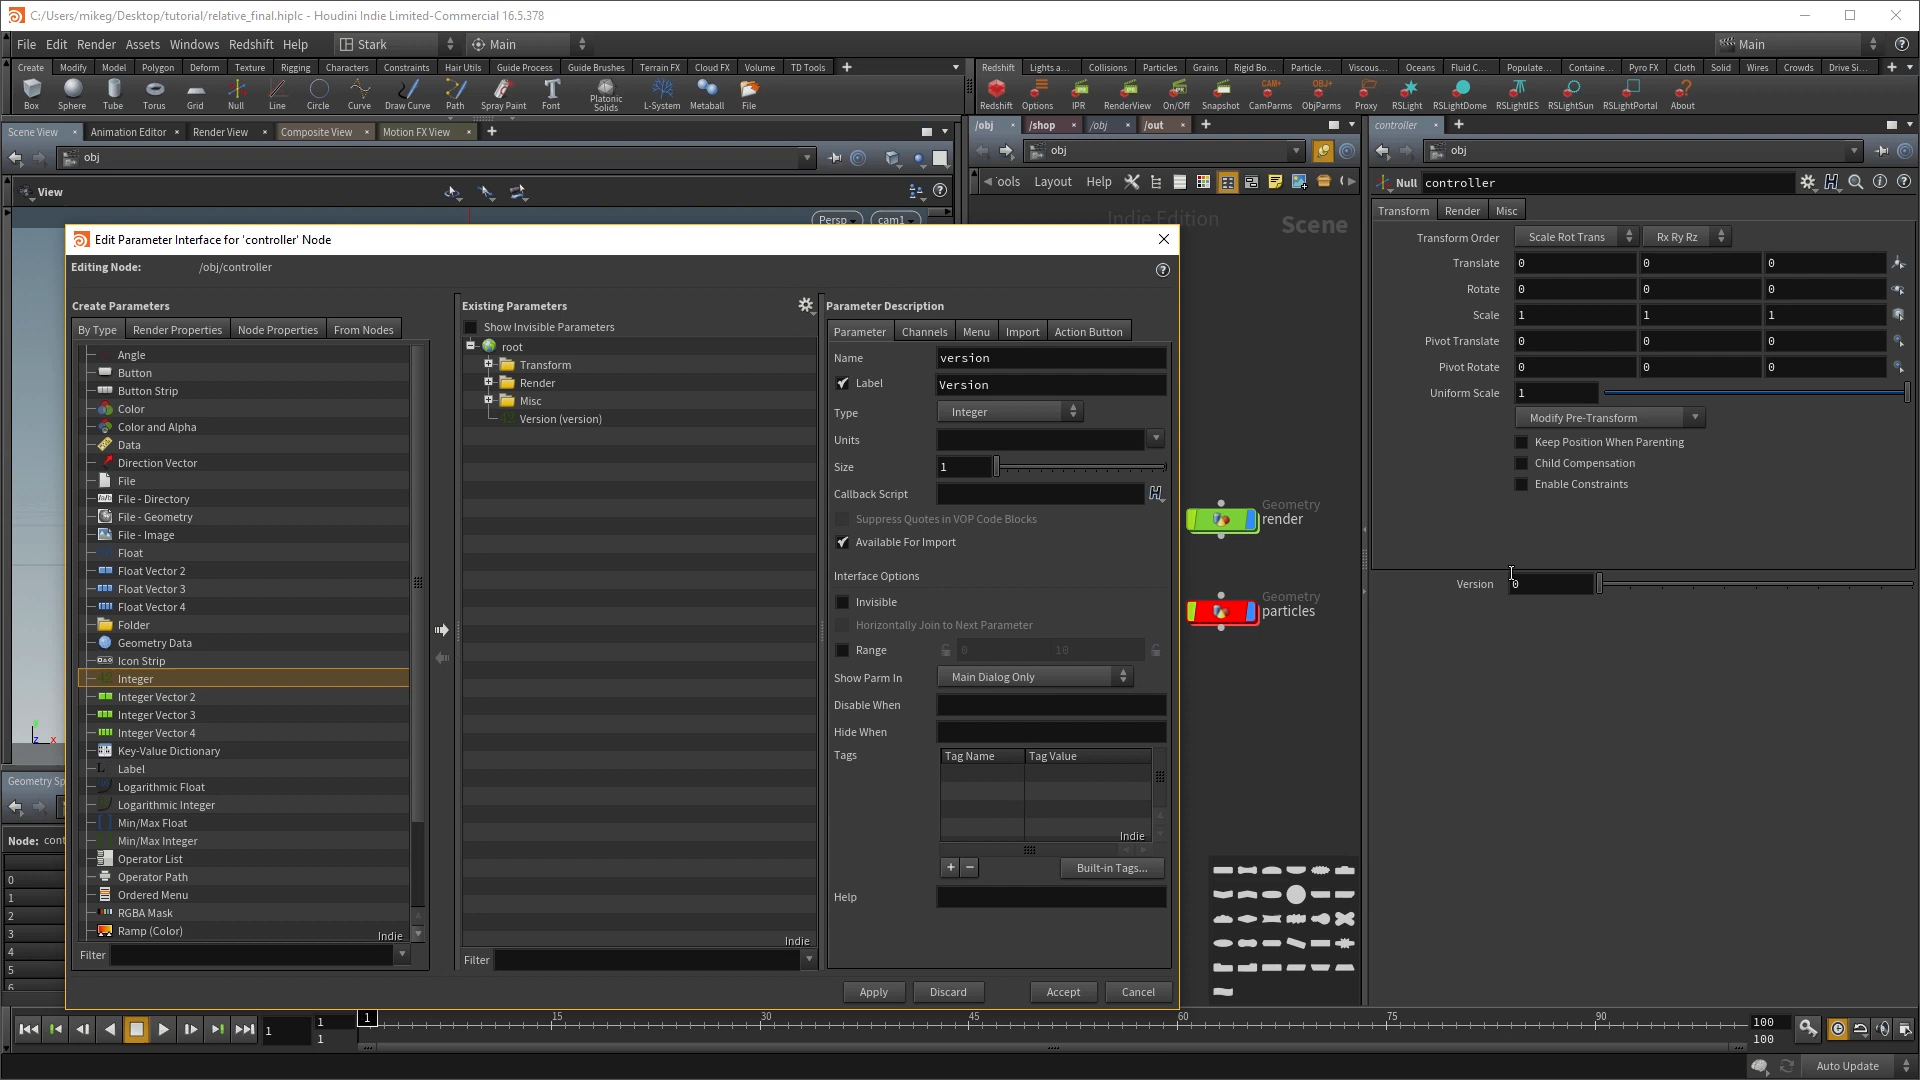 C:/Users/mikeg/Desktop/tutorial/relative_final.hiplc - Houdini Indie Limited-Commercial 16.5.378
File Edit Render Assets Windows Redshift Help Stark Main Main
Create Modify Model Polygon Deform Texture Rigging Characters Constraints Hair Utils Guide Process Guide Brushes Terrain FX Cloud FX Volume TD Tools
Redshift Lights a... Collisions Particles Grains Rigid Bo... Particle... Viscous... Oceans Fluid C... Populate... Containe... Pyro FX Cloth Solid Wires Crowds Drive Si...
Box Sphere Tube Torus Grid Null Line Circle Curve Draw Curve Path Spray Paint Font Platonic Solids L-System Metaball File
Redshift Options IPR RenderView On/Off Snapshot CamParms ObjParms Proxy RSLight RSLightDome RSLightIES RSLightSun RSLightPortal About
Scene View Animation Editor Render View Composite View Motion FX View
/obj /shop /obj /out
controller
obj
obj
obj
View
ools Layout Help
Null controller
Persp cam1
Indie Edition Scene
Transform Render Misc
Transform Order Scale Rot Trans Rx Ry Rz
Translate 0 0 0
Rotate 0 0 0
Scale 1 1 1
Pivot Translate 0 0 0
Pivot Rotate 0 0 0
Uniform Scale 1
Modify Pre-Transform
Keep Position When Parenting
Child Compensation
Enable Constraints
Version 0
Geometry
render
Geometry
particles
Edit Parameter Interface for 'controller' Node
Editing Node: /obj/controller
Create Parameters
By Type Render Properties Node Properties From Nodes
Angle
Button
Button Strip
Color
Color and Alpha
Data
Direction Vector
File
File - Directory
File - Geometry
File - Image
Float
Float Vector 2
Float Vector 3
Float Vector 4
Folder
Geometry Data
Icon Strip
Integer
Integer Vector 2
Integer Vector 3
Integer Vector 4
Key-Value Dictionary
Label
Logarithmic Float
Logarithmic Integer
Min/Max Float
Min/Max Integer
Operator List
Operator Path
Ordered Menu
RGBA Mask
Ramp (Color)
Indie
Filter
Existing Parameters
Show Invisible Parameters
root
Transform
Render
Misc
Version (version)
Indie
Filter
Parameter Description
Parameter Channels Menu Import Action Button
Name version
Label Version
Type Integer
Units
Size 1
Callback Script
Suppress Quotes in VOP Code Blocks
Available For Import
Interface Options
Invisible
Horizontally Join to Next Parameter
Range 0 10
Show Parm In Main Dialog Only
Disable When
Hide When
Tags Tag Name Tag Value
Indie
+ − Built-in Tags...
Help
Apply Discard Accept Cancel
z x
Geometry Sp
Node: cont
0
1
2
3
4
5
6
1 1 1 1 15 30 45 60 75 90 100
100
Auto Update